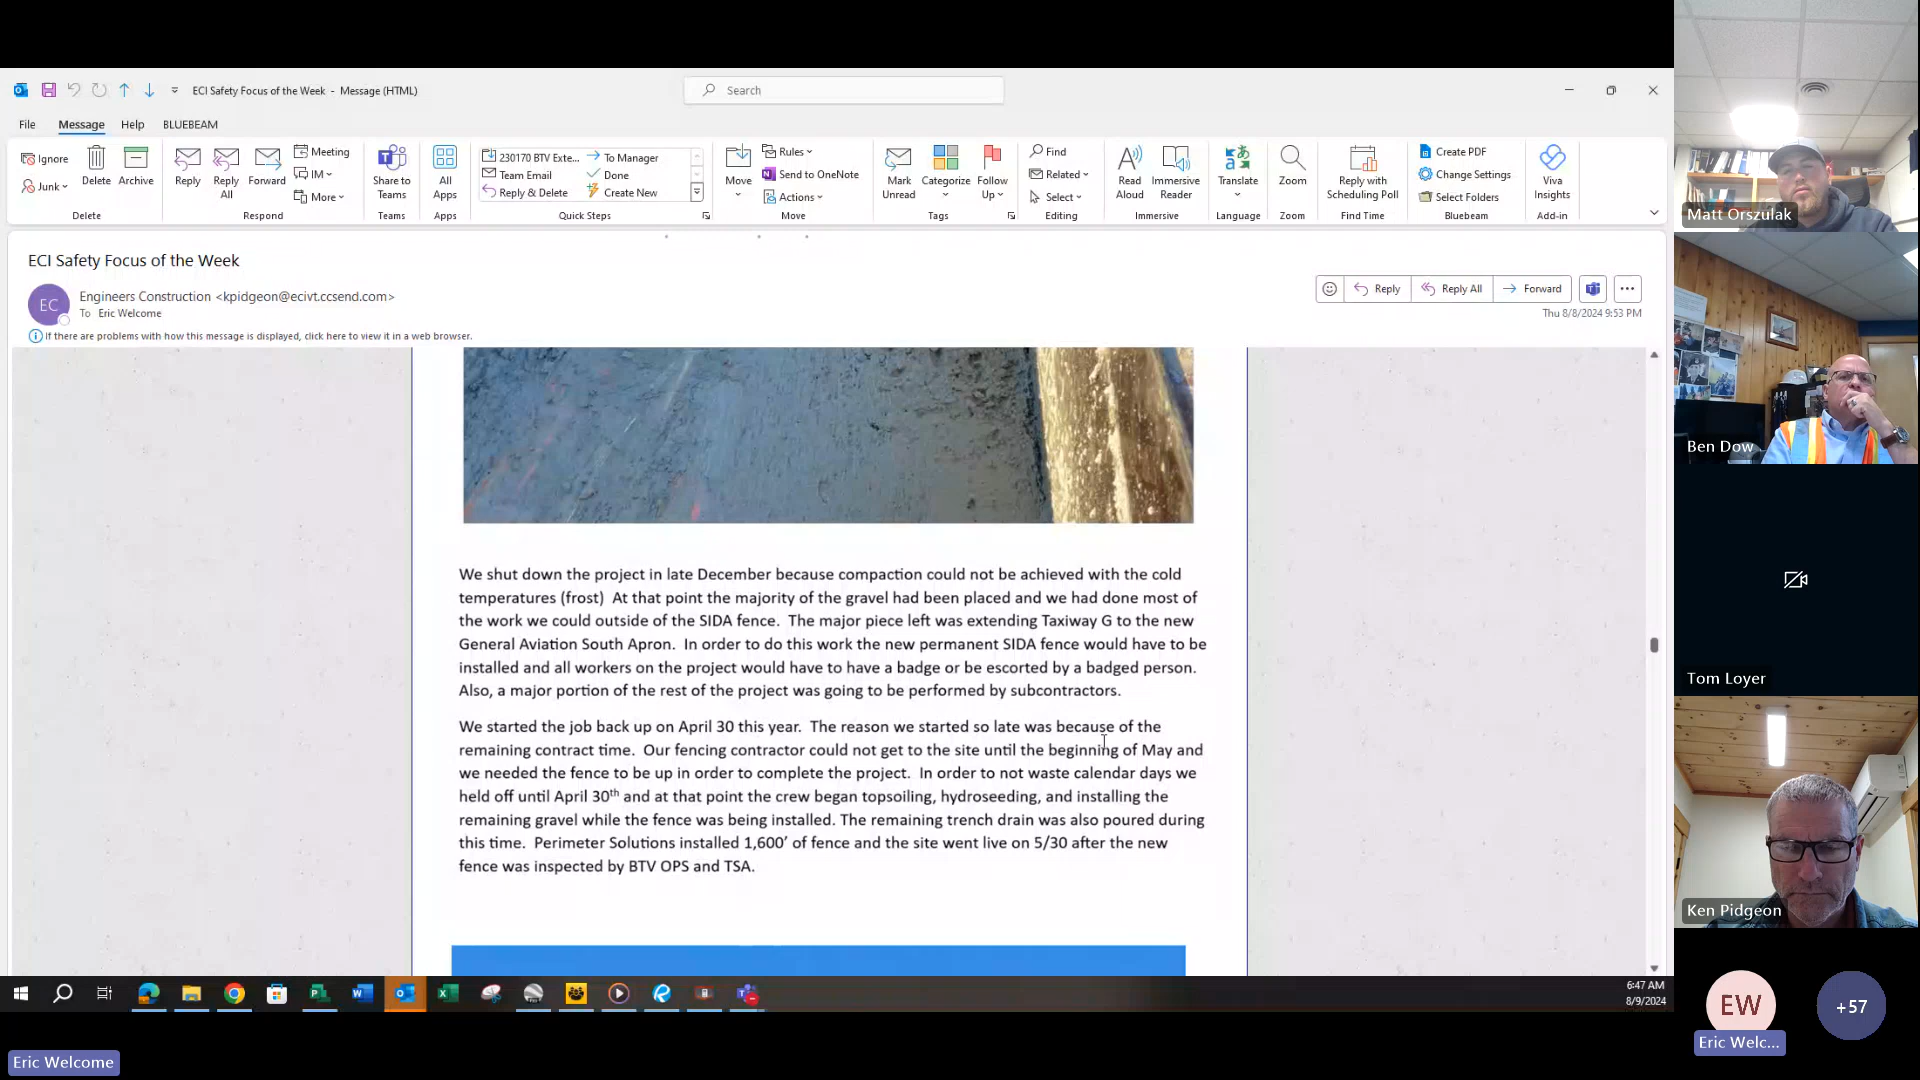 ECI Safety Focus of the Week - Message (HTML)
Search
File Message Help BLUEBEAM
Ignore
Junk
Delete
Archive
Delete
Reply
Reply All
Forward
Meeting
IM
More
Respond
Share to Teams
Teams
All Apps
Apps
230170 BTV Exte...
Team Email
Reply & Delete
To Manager
Done
Create New
Quick Steps
Move
Rules
Send to OneNote
Actions
Move
Mark Unread
Categorize
Follow Up
Tags
Find
Related
Select
Editing
Read Aloud
Immersive Reader
Immersive
Translate
Language
Zoom
Zoom
Reply with Scheduling Poll
Find Time
Create PDF
Change Settings
Select Folders
Bluebeam
Viva Insights
Add-in
ECI Safety Focus of the Week
EC
Engineers Construction <kpidgeon@ecivt.ccsend.com>
To Eric Welcome
Reply
Reply All
Forward
Thu 8/8/2024 9:53 PM
If there are problems with how this message is displayed, click here to view it in a web browser.
We shut down the project in late December because compaction could not be achieved with the cold
temperatures (frost) At that point the majority of the gravel had been placed and we had done most of
the work we could outside of the SIDA fence. The major piece left was extending Taxiway G to the new
General Aviation South Apron. In order to do this work the new permanent SIDA fence would have to be
installed and all workers on the project would have to have a badge or be escorted by a badged person.
Also, a major portion of the rest of the project was going to be performed by subcontractors.
We started the job back up on April 30 this year. The reason we started so late was because of the
remaining contract time. Our fencing contractor could not get to the site until the beginning of May and
we needed the fence to be up in order to complete the project. In order to not waste calendar days we
held off until April 30th and at that point the crew began topsoiling, hydroseeding, and installing the
remaining gravel while the fence was being installed. The remaining trench drain was also poured during
this time. Perimeter Solutions installed 1,600' of fence and the site went live on 5/30 after the new
fence was inspected by BTV OPS and TSA.
6:47 AM
8/9/2024
Matt Orszulak
Ben Dow
Tom Loyer
Ken Pidgeon
EW
Eric Welc...
+57
Eric Welcome